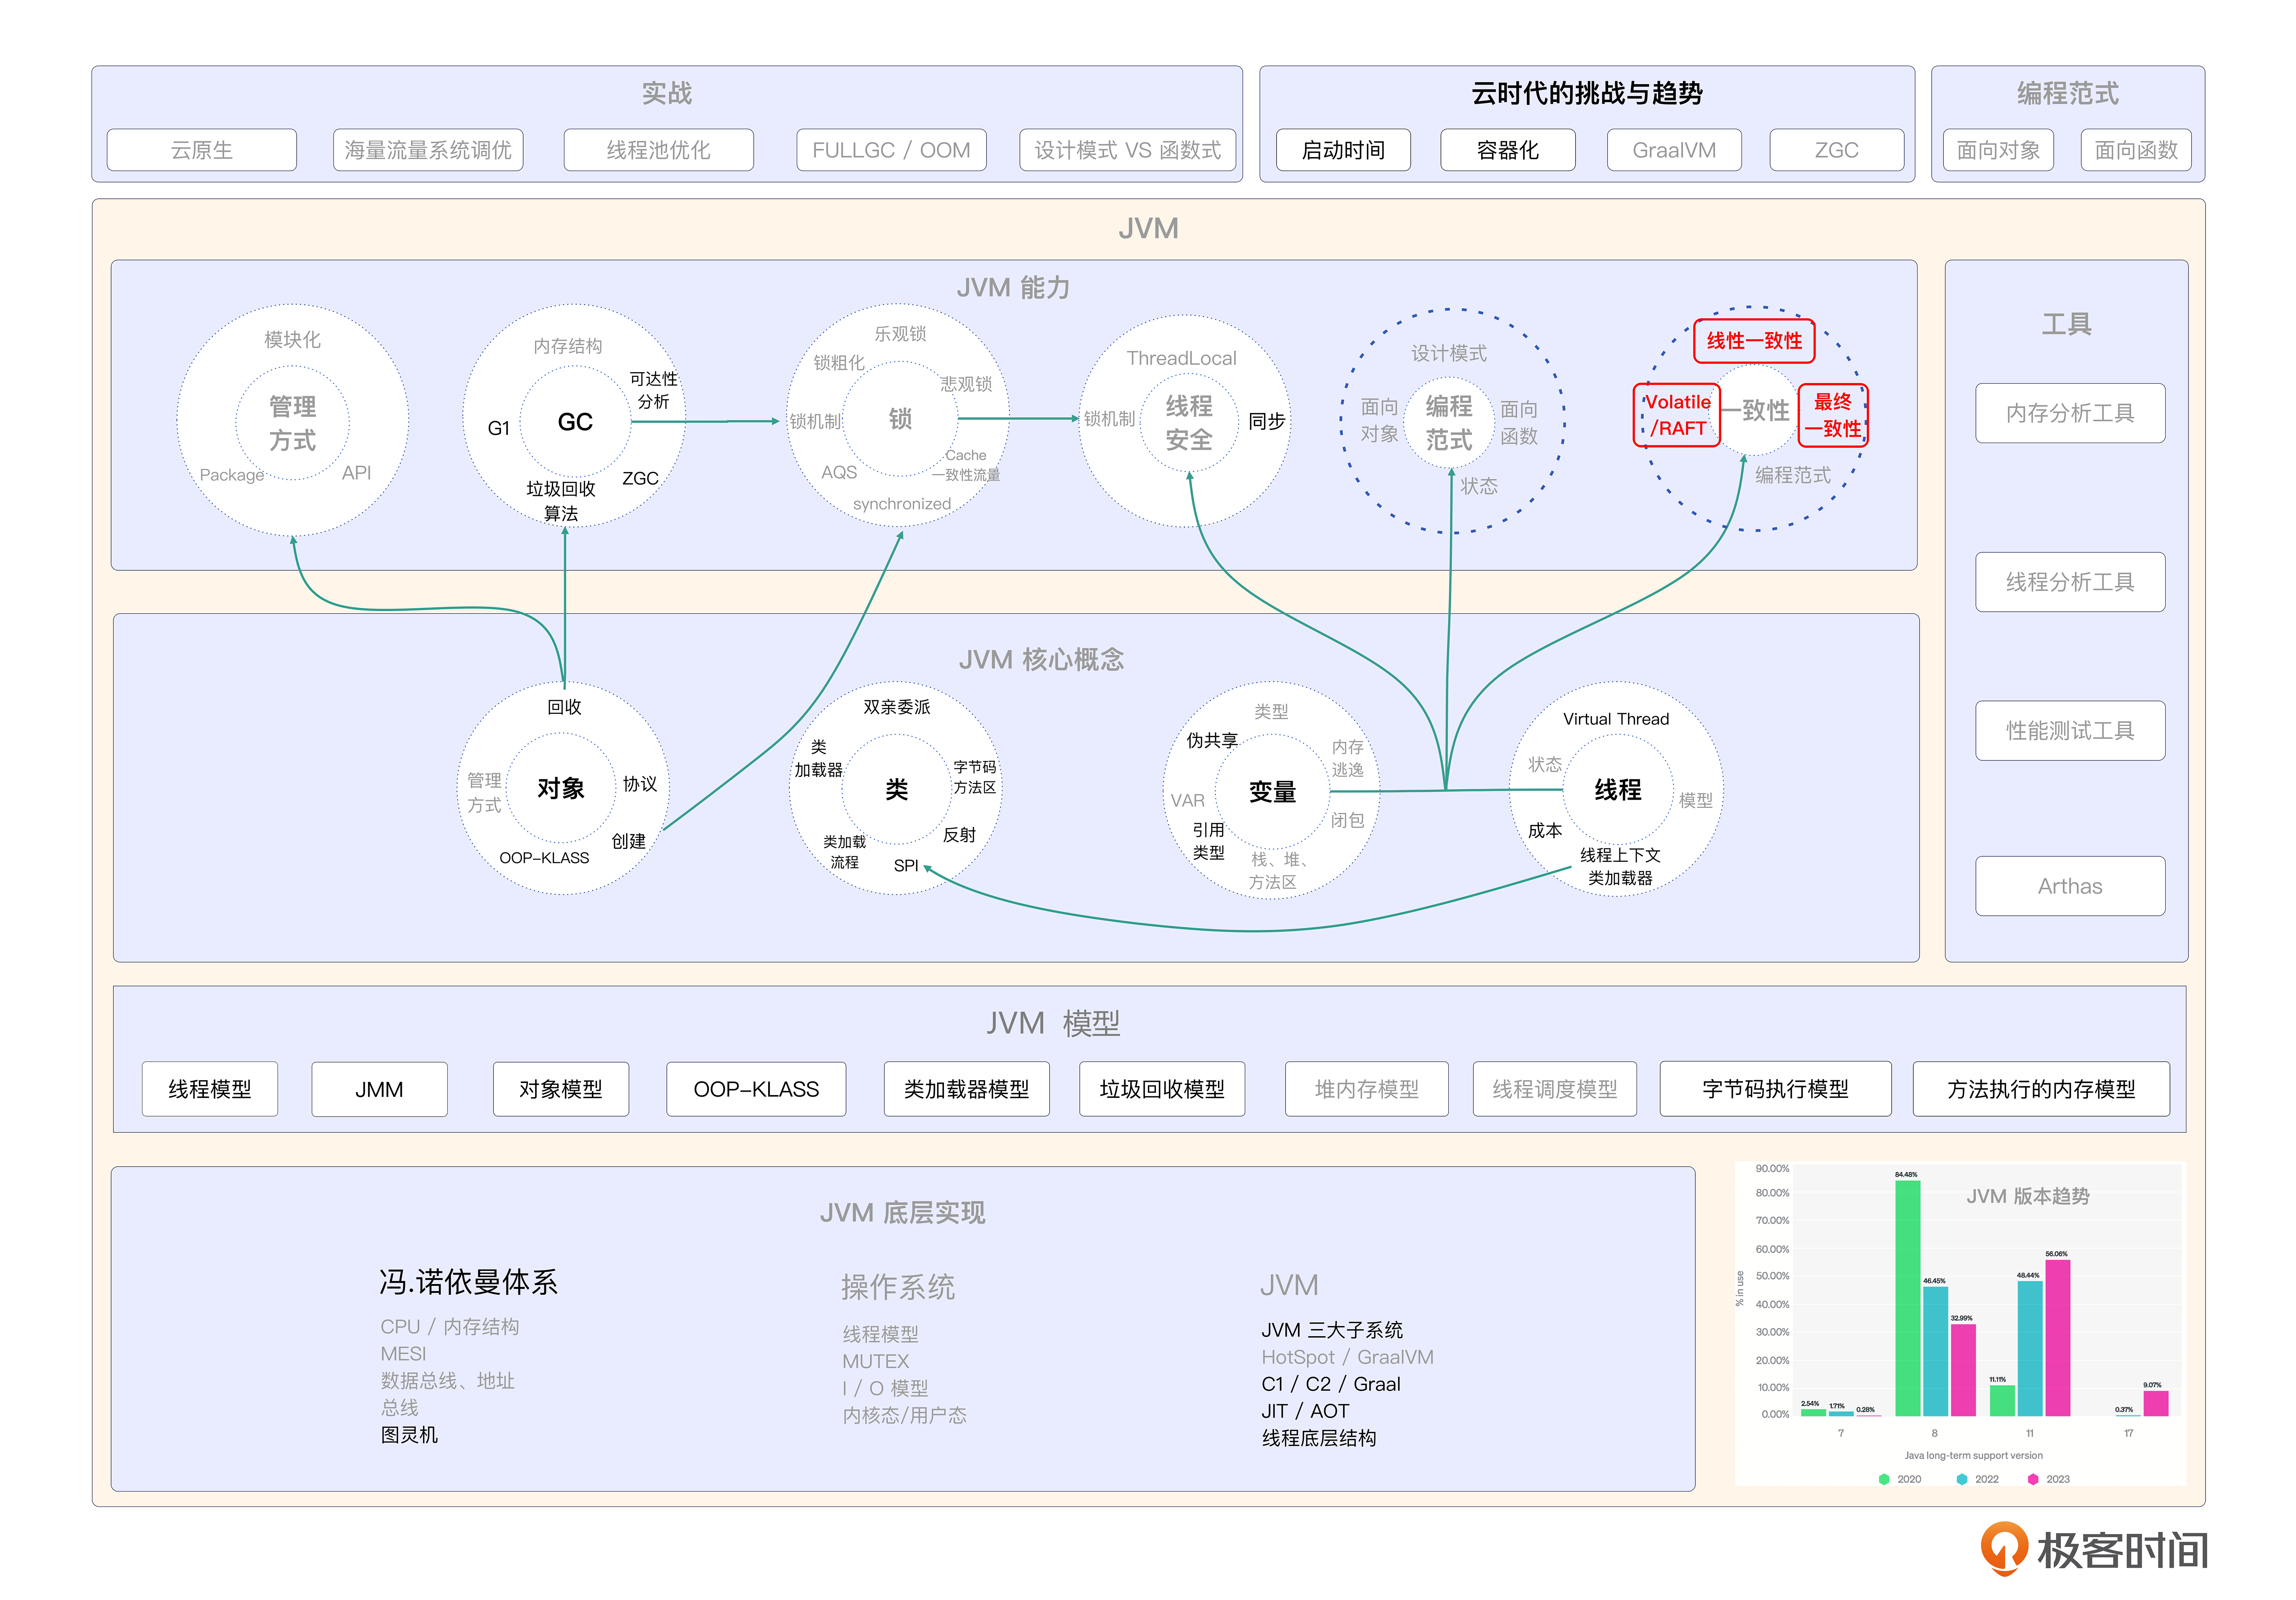 实战
云原生
海量流量系统调优
线程池优化
FULLGC / OOM
设计模式 VS 函数式
云时代的挑战与趋势
启动时间
容器化
GraalVM
ZGC
编程范式
面向对象
面向函数
JVM
JVM 能力
模块化
管理
方式
Package
API
内存结构
可达性
分析
G1
GC
ZGC
垃圾回收
算法
乐观锁
锁粗化
悲观锁
锁机制
锁
AQS
Cache
一致性流量
synchronized
ThreadLocal
锁机制
线程
安全
同步
设计模式
面向
对象
编程
范式
面向
函数
状态
线性一致性
Volatile
/RAFT
一致性
最终
一致性
编程范式
工具
内存分析工具
线程分析工具
性能测试工具
Arthas
JVM 核心概念
回收
管理
方式
对象
协议
创建
OOP-KLASS
双亲委派
类
加载器
类
字节码
方法区
类加载
流程
反射
SPI
类型
伪共享
内存
逃逸
变量
VAR
闭包
引用
类型
栈、堆、
方法区
Virtual Thread
状态
线程
模型
成本
线程上下文
类加载器
JVM 模型
线程模型
JMM
对象模型
OOP-KLASS
类加载器模型
垃圾回收模型
堆内存模型
线程调度模型
字节码执行模型
方法执行的内存模型
JVM 底层实现
冯.诺依曼体系
CPU / 内存结构
MESI
数据总线、地址
总线
图灵机
操作系统
线程模型
MUTEX
I / O 模型
内核态/用户态
JVM
JVM 三大子系统
HotSpot / GraalVM
C1 / C2 / Graal
JIT / AOT
线程底层结构
JVM 版本趋势
% in use
90.00%
80.00%
70.00%
60.00%
50.00%
40.00%
30.00%
20.00%
10.00%
0.00%
2.54%
1.71%
0.28%
84.48%
46.45%
32.99%
11.11%
48.44%
56.06%
0.37%
9.07%
7
8
11
17
Java long-term support version
2020
2022
2023
极客时间